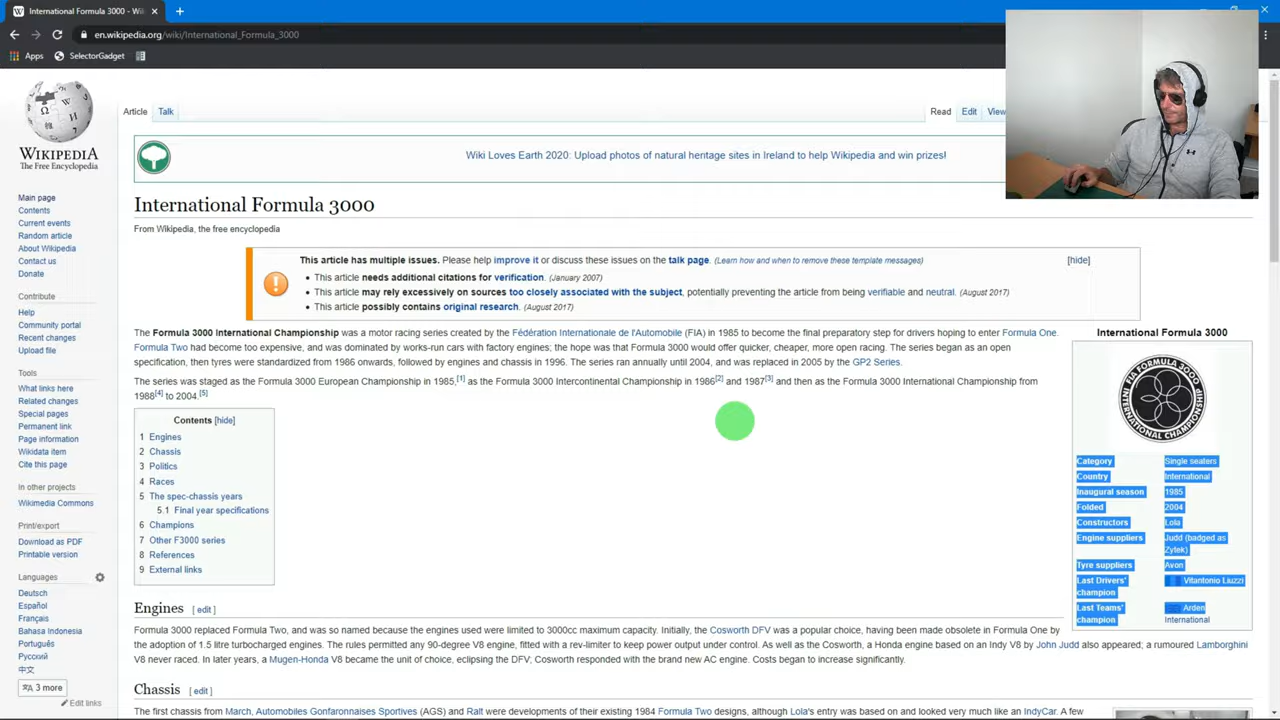 International Formula 3000 - Wi
en.wikipedia.org/wiki/International_Formula_3000
Apps
SelectorGadget
WIKIPEDIA
The Free Encyclopedia
Main page
Contents
Current events
Random article
About Wikipedia
Contact us
Donate
Contribute
Help
Community portal
Recent changes
Upload file
Tools
What links here
Related changes
Special pages
Permanent link
Page information
Wikidata item
Cite this page
In other projects
Wikimedia Commons
Print/export
Download as PDF
Printable version
Languages
Deutsch
Español
Français
Bahasa Indonesia
Português
Русский
中文
3 more
Edit links
Article Talk
Read Edit View
Wiki Loves Earth 2020: Upload photos of natural heritage sites in Ireland to help Wikipedia and win prizes!
International Formula 3000
From Wikipedia, the free encyclopedia
This article has multiple issues. Please help improve it or discuss these issues on the talk page. (Learn how and when to remove these template messages) [hide]
• This article needs additional citations for verification. (January 2007)
• This article may rely excessively on sources too closely associated with the subject, potentially preventing the article from being verifiable and neutral. (August 2017)
• This article possibly contains original research. (August 2017)
The Formula 3000 International Championship was a motor racing series created by the Fédération Internationale de l'Automobile (FIA) in 1985 to become the final preparatory step for drivers hoping to enter Formula One.
Formula Two had become too expensive, and was dominated by works-run cars with factory engines; the hope was that Formula 3000 would offer quicker, cheaper, more open racing. The series began as an open
specification, then tyres were standardized from 1986 onwards, followed by engines and chassis in 1996. The series ran annually until 2004, and was replaced in 2005 by the GP2 Series.
The series was staged as the Formula 3000 European Championship in 1985,[1] as the Formula 3000 Intercontinental Championship in 1986[2] and 1987[3] and then as the Formula 3000 International Championship from
1988[4] to 2004.[5]
Contents [hide]
1 Engines
2 Chassis
3 Politics
4 Races
5 The spec-chassis years
5.1 Final year specifications
6 Champions
7 Other F3000 series
8 References
9 External links
International Formula 3000
FIA FORMULA 3000
INTERNATIONAL CHAMPIONSHIP
Category Single seaters
Country International
Inaugural season 1985
Folded 2004
Constructors Lola
Engine suppliers Judd (badged as
Zytek)
Tyre suppliers Avon
Last Drivers' Vitantonio Liuzzi
champion
Last Teams' Arden
champion International
Engines [ edit ]
Formula 3000 replaced Formula Two, and was so named because the engines used were limited to 3000cc maximum capacity. Initially, the Cosworth DFV was a popular choice, having been made obsolete in Formula One by
the adoption of 1.5 litre turbocharged engines. The rules permitted any 90-degree V8 engine, fitted with a rev-limiter to keep power output under control. As well as the Cosworth, a Honda engine based on an Indy V8 by John Judd also appeared; a rumoured Lamborghini
V8 never raced. In later years, a Mugen-Honda V8 became the unit of choice, eclipsing the DFV; Cosworth responded with the brand new AC engine. Costs began to increase significantly.
Chassis [ edit ]
The first chassis from March, Automobiles Gonfaronnaises Sportives (AGS) and Ralt were developments of their existing 1984 Formula Two designs, although Lola's entry was based on and looked very much like an IndyCar. A few